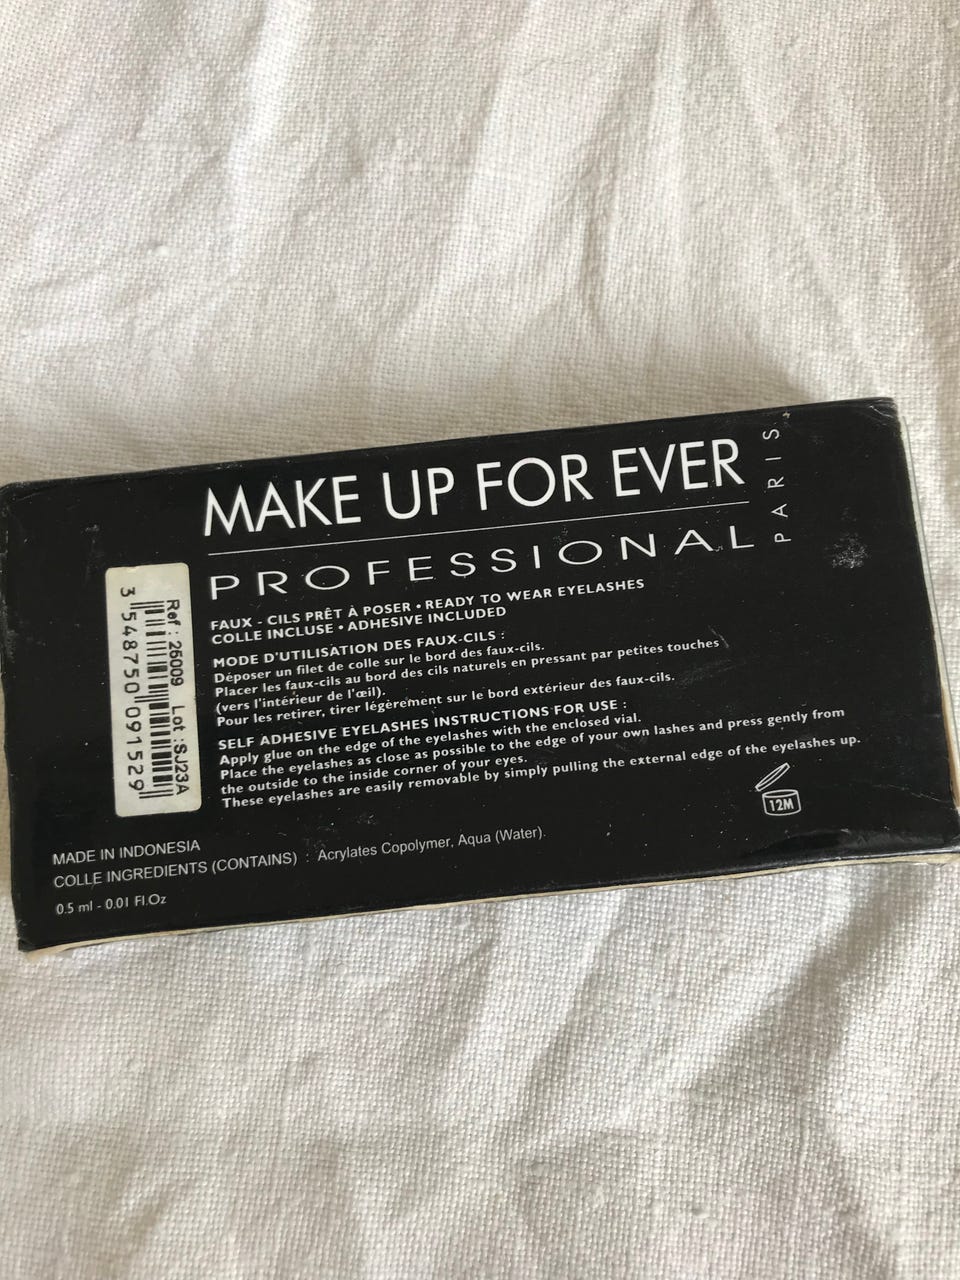 MAKE UP FOR EVER
PARIS
PROFESSIONAL
FAUX - CILS PRÊT À POSER • READY TO WEAR EYELASHES
COLLE INCLUSE • ADHESIVE INCLUDED
MODE D'UTILISATION DES FAUX-CILS :
Déposer un filet de colle sur le bord des faux-cils.
Placer les faux-cils au bord des cils naturels en pressant par petites touches
(vers l'intérieur de l'œil).
Pour les retirer, tirer légèrement sur le bord extérieur des faux-cils.
SELF ADHESIVE EYELASHES INSTRUCTIONS FOR USE :
Apply glue on the edge of the eyelashes with the enclosed vial.
Place the eyelashes as close as possible to the edge of your own lashes and press gently from
the outside to the inside corner of your eyes.
These eyelashes are easily removable by simply pulling the external edge of the eyelashes up.
12M
Ref : 26009 Lot : SJ23A
3 548750 091529
MADE IN INDONESIA
COLLE INGREDIENTS (CONTAINS) : Acrylates Copolymer, Aqua (Water).
0.5 ml - 0.01 Fl.Oz